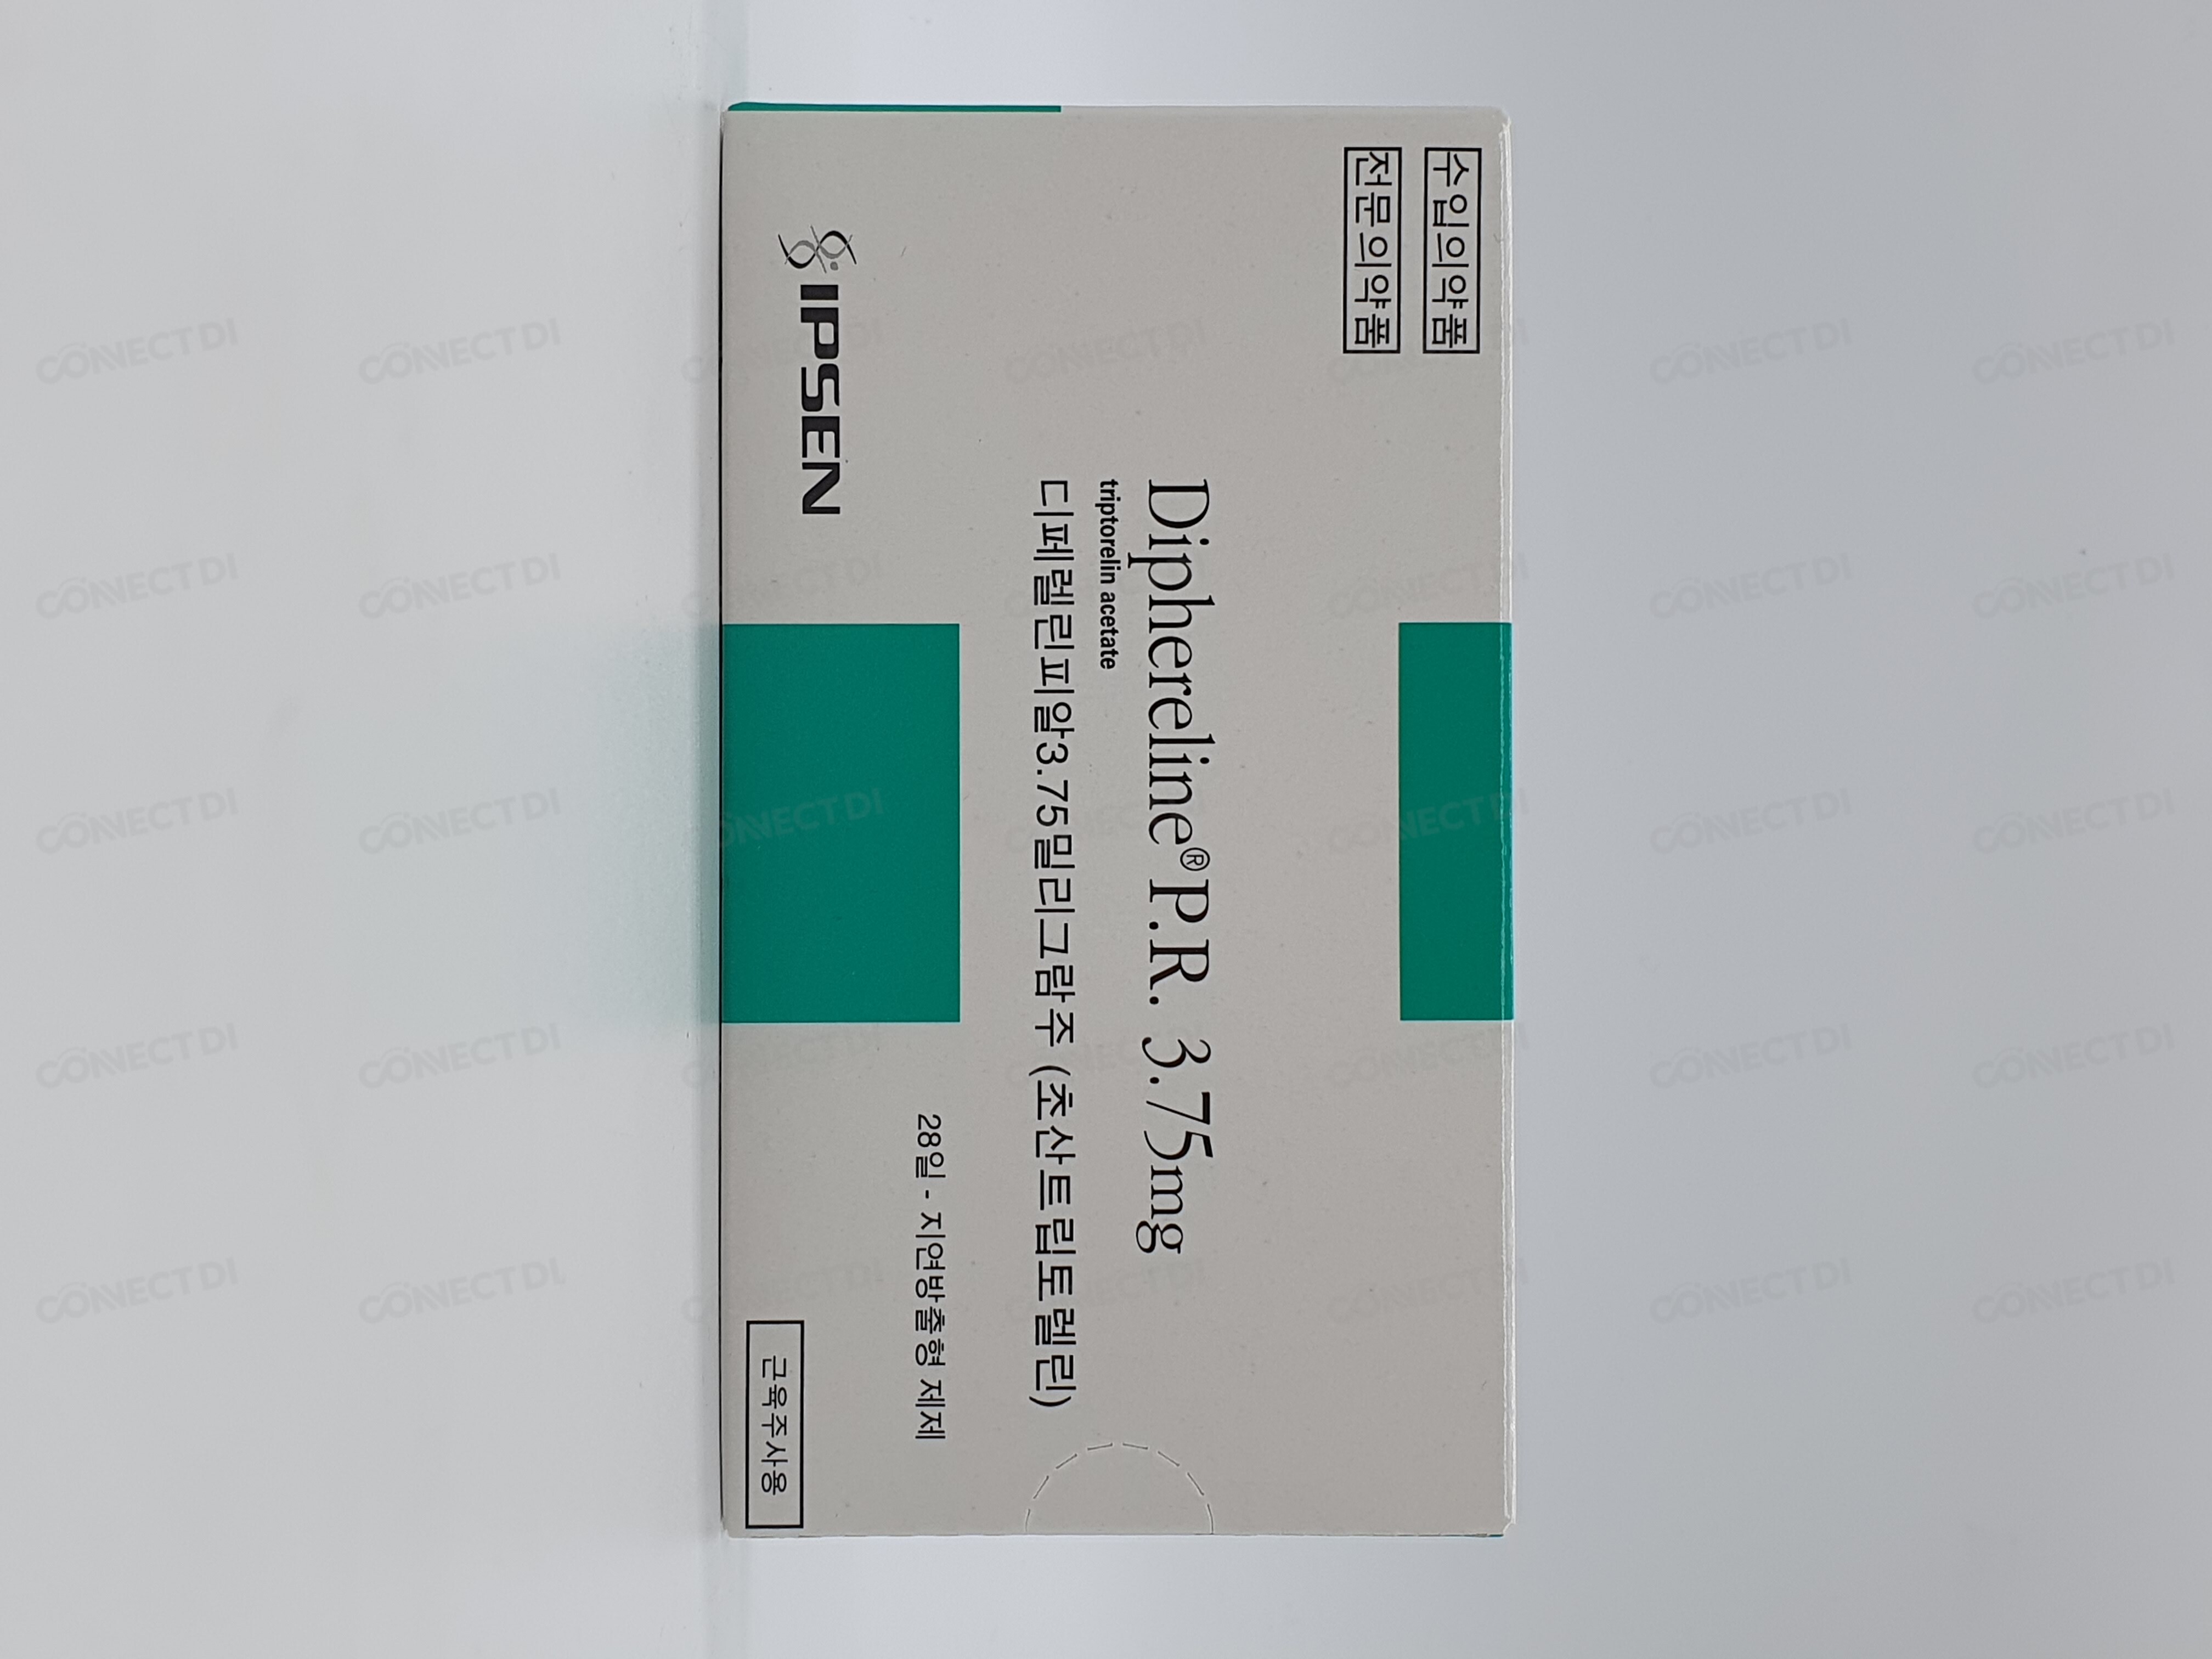 수입의약품
전문의약품
Diphereline® P.R. 3.75mg
triptorelin acetate
디페렐린피알3.75밀리그람주 (초산트립토렐린)
28일 - 지연방출형 제제
IPSEN
근육주사용
CONNECT DI